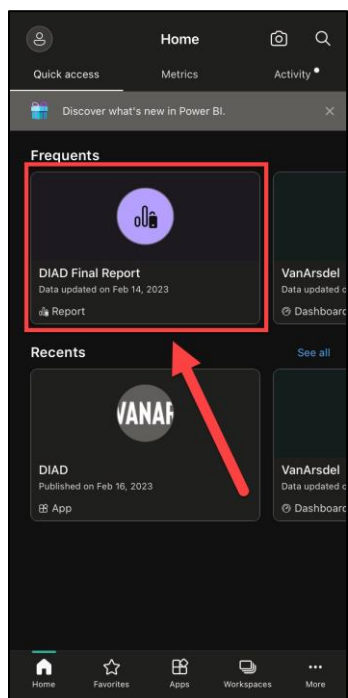 Home
Quick access
Metrics
Activity
Discover what's new in Power BI.
Frequents
DIAD Final Report
Data updated on Feb 14, 2023
Report
VanArsdel
Data updated
Dashboard
Recents
See all
VANAR
DIAD
Published on Feb 16, 2023
App
VanArsdel
Data updated
Dashboard
Home
Favorites
Apps
Workspaces
More